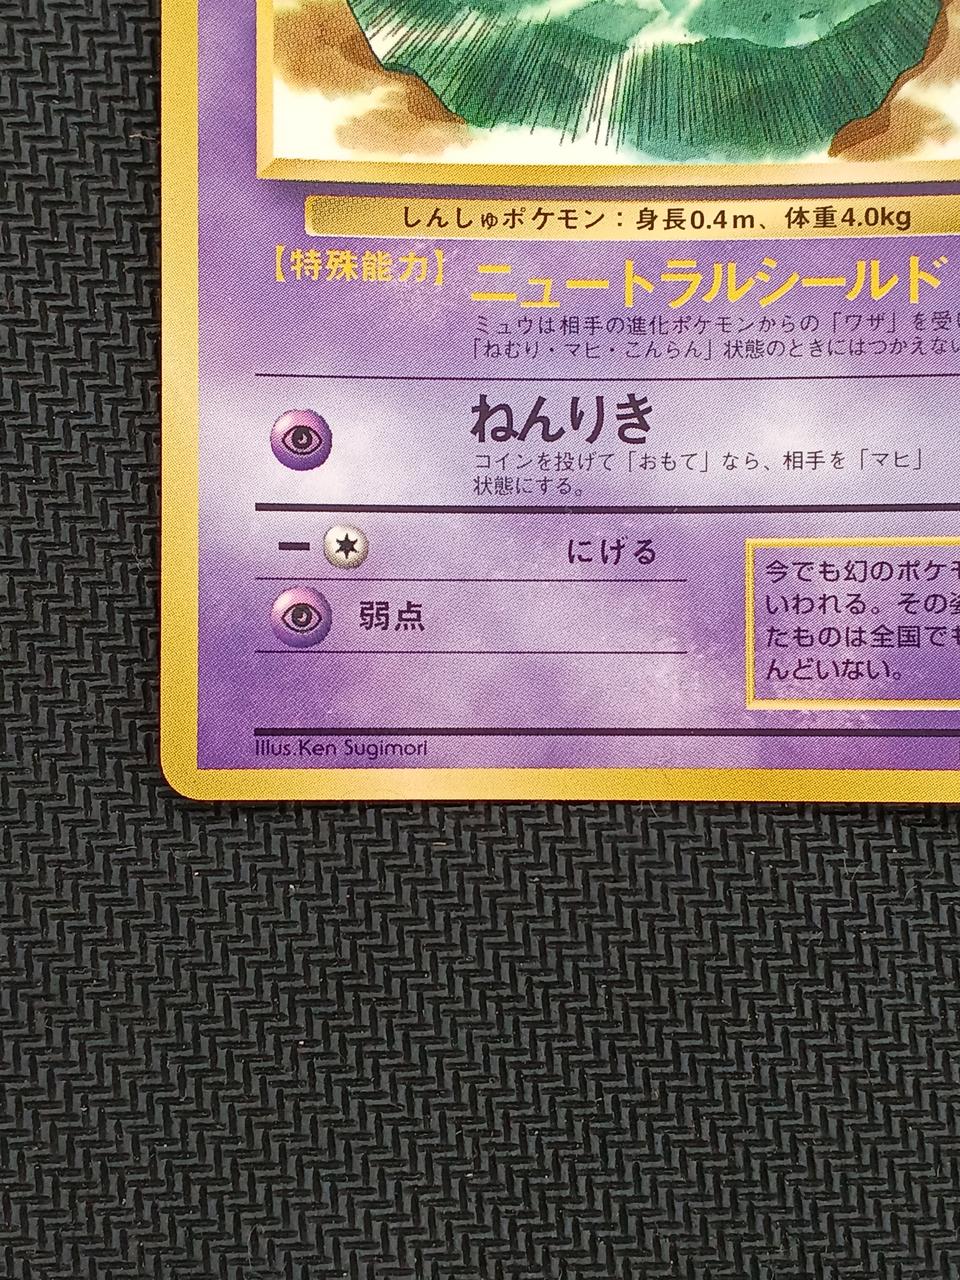 しんしゅポケモン：身長0.4m、体重4.0kg
【特殊能力】 ニュートラルシールド
ミュウは相手の進化ポケモンからの「ワザ」を受
「ねむり・マヒ・こんらん」状態のときにはつかえない
ねんりき
コインを投げて「おもて」なら、相手を「マヒ」
状態にする。
ー にげる
弱点
今でも幻のポケモ
いわれる。その姿
たものは全国でも
んどいない。
Illus.Ken Sugimori